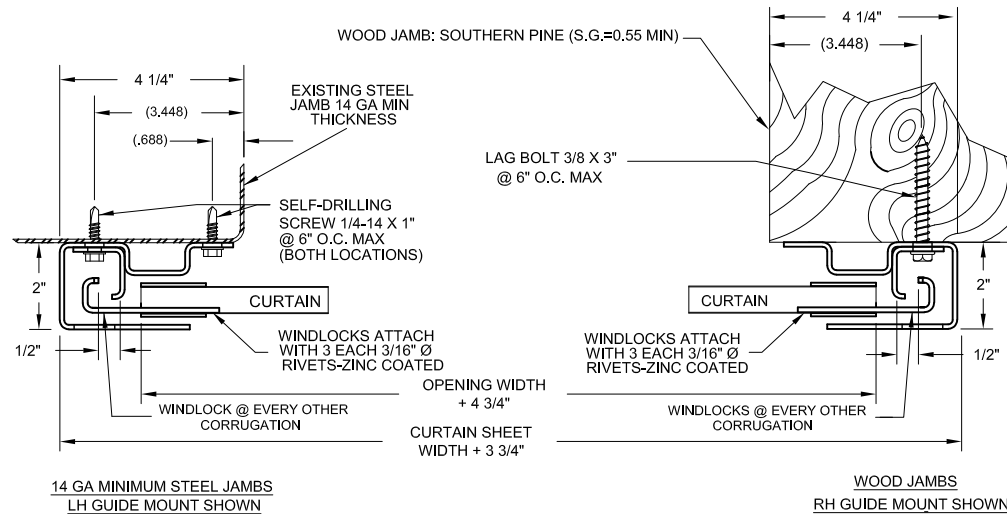 4 1/4"
(3.448)
(.688)
EXISTING STEEL
JAMB 14 GA MIN
THICKNESS
SELF-DRILLING
SCREW 1/4-14 X 1"
@ 6" O.C. MAX
(BOTH LOCATIONS)
2"
1/2"
CURTAIN
WINDLOCKS ATTACH
WITH 3 EACH 3/16" Ø
RIVETS-ZINC COATED
WINDLOCK @ EVERY OTHER
CORRUGATION
OPENING WIDTH
+ 4 3/4"
CURTAIN SHEET
WIDTH + 3 3/4"
14 GA MINIMUM STEEL JAMBS
LH GUIDE MOUNT SHOWN
WOOD JAMB: SOUTHERN PINE (S.G.=0.55 MIN)
4 1/4"
(3.448)
LAG BOLT 3/8 X 3"
@ 6" O.C. MAX
CURTAIN
2"
1/2"
WINDLOCKS ATTACH
WITH 3 EACH 3/16" Ø
RIVETS-ZINC COATED
WINDLOCKS @ EVERY OTHER
CORRUGATION
WOOD JAMBS
RH GUIDE MOUNT SHOWN